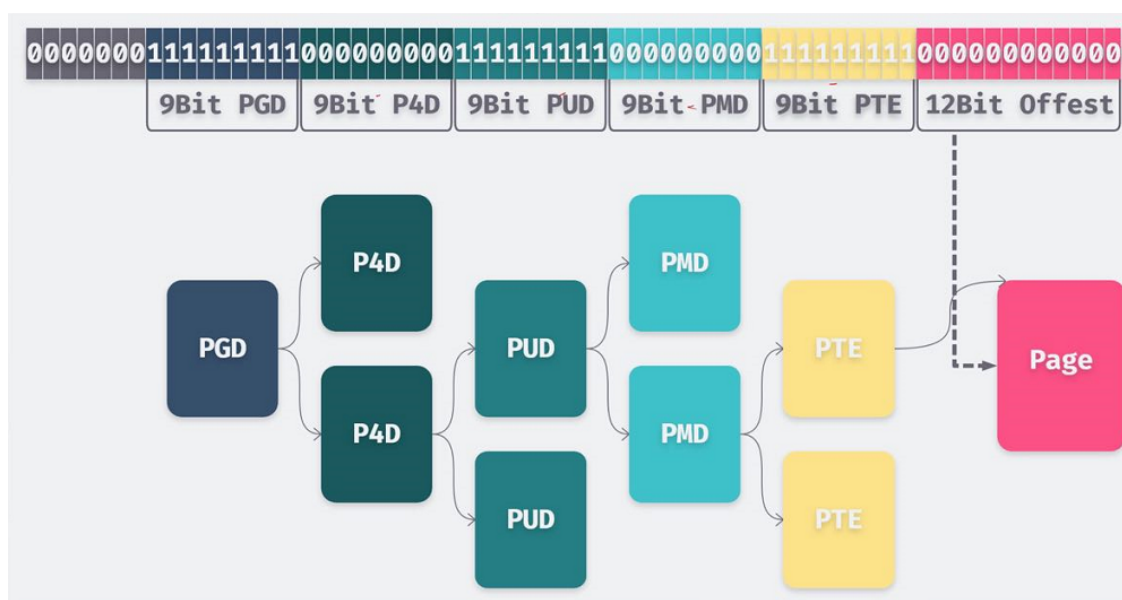 0000000111111111000000000111111111000000000111111111000000000000
9Bit PGD 9Bit P4D 9Bit PUD 9Bit PMD 9Bit PTE 12Bit Offest
P4D PMD
PGD PUD PTE Page
P4D PMD
PUD PTE